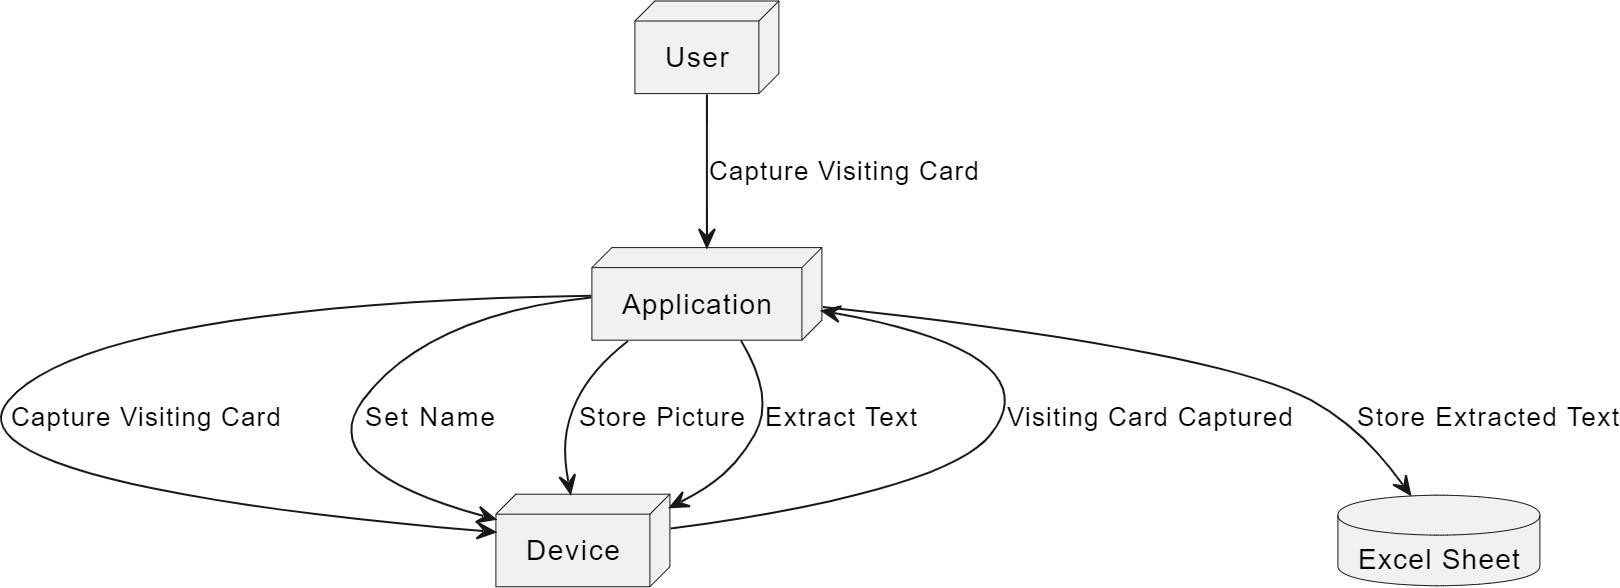 User
Capture Visiting Card
Application
Capture Visiting Card
Set Name
Store Picture
Extract Text
Visiting Card Captured
Store Extracted Text
Device
Excel Sheet